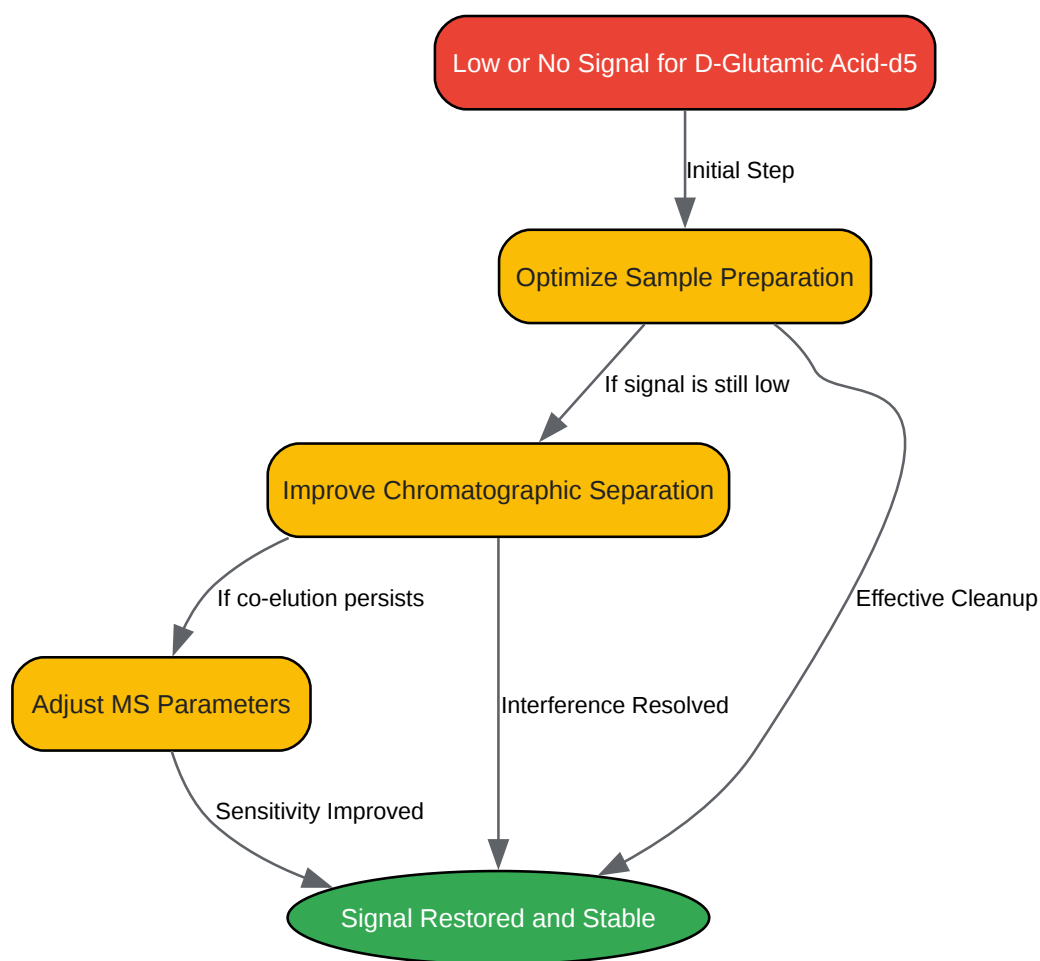 Low or No Signal for D-Glutamic Acid-d5
Initial Step
Optimize Sample Preparation
If signal is still low
Improve Chromatographic Separation
If co-elution persists
Effective Cleanup
Adjust MS Parameters
Interference Resolved
Sensitivity Improved
Signal Restored and Stable